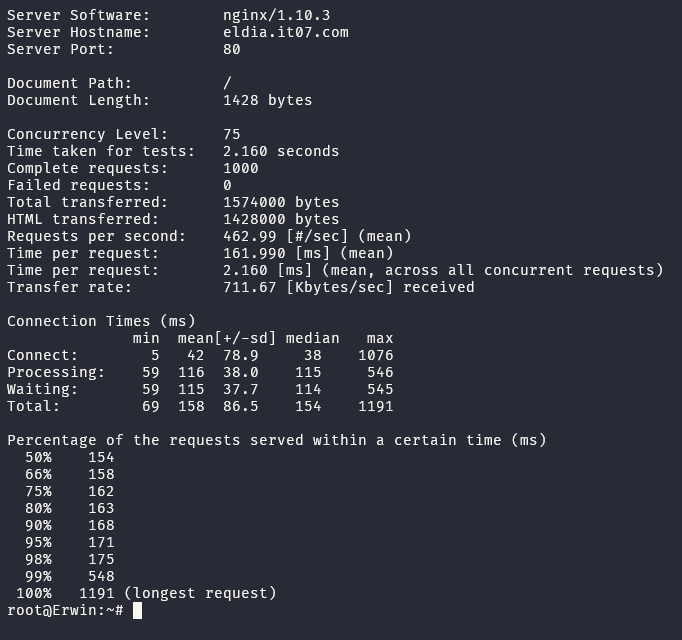 Server Software:        nginx/1.10.3
Server Hostname:        eldia.it07.com
Server Port:            80

Document Path:          /
Document Length:        1428 bytes

Concurrency Level:      75
Time taken for tests:   2.160 seconds
Complete requests:      1000
Failed requests:        0
Total transferred:      1574000 bytes
HTML transferred:       1428000 bytes
Requests per second:    462.99 [#/sec] (mean)
Time per request:       161.990 [ms] (mean)
Time per request:       2.160 [ms] (mean, across all concurrent requests)
Transfer rate:          711.67 [Kbytes/sec] received

Connection Times (ms)
              min  mean[+/-sd] median   max
Connect:        5   42  78.9     38    1076
Processing:    59  116  38.0    115     546
Waiting:       59  115  37.7    114     545
Total:         69  158  86.5    154    1191

Percentage of the requests served within a certain time (ms)
  50%    154
  66%    158
  75%    162
  80%    163
  90%    168
  95%    171
  98%    175
  99%    548
 100%   1191 (longest request)
root@Erwin:~#